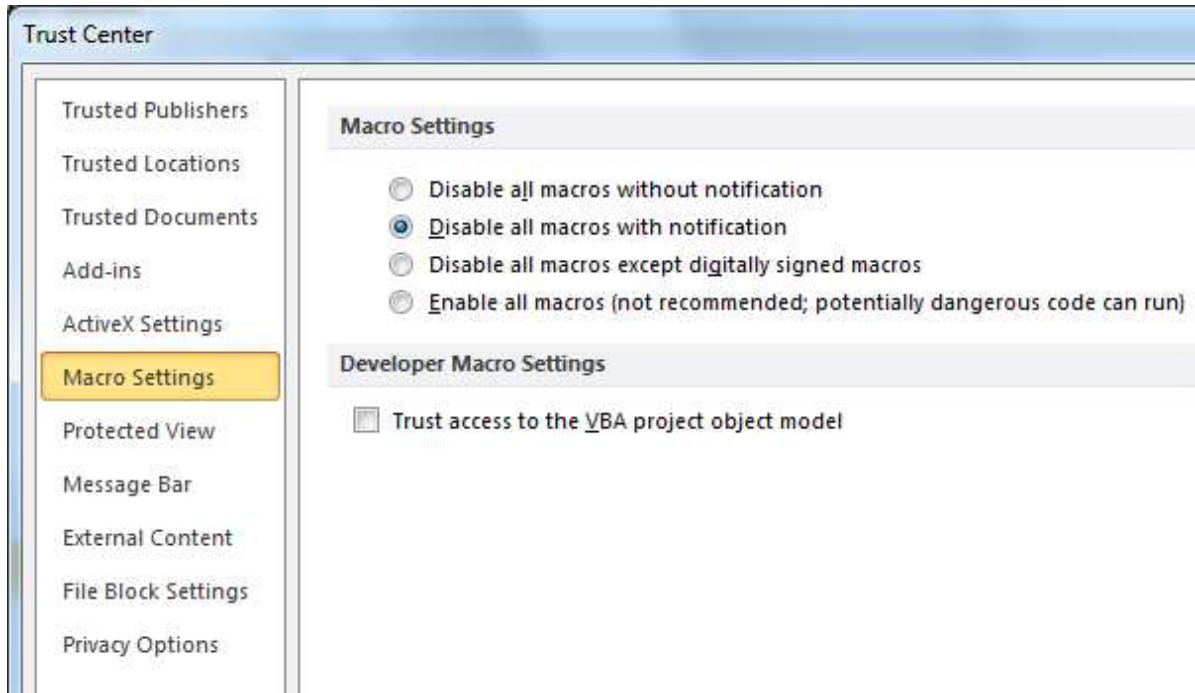 Trust Center
Trusted Publishers
Trusted Locations
Trusted Documents
Add-ins
ActiveX Settings
Macro Settings
Protected View
Message Bar
External Content
File Block Settings
Privacy Options
Macro Settings
Disable all macros without notification
Disable all macros with notification
Disable all macros except digitally signed macros
Enable all macros (not recommended; potentially dangerous code can run)
Developer Macro Settings
Trust access to the VBA project object model